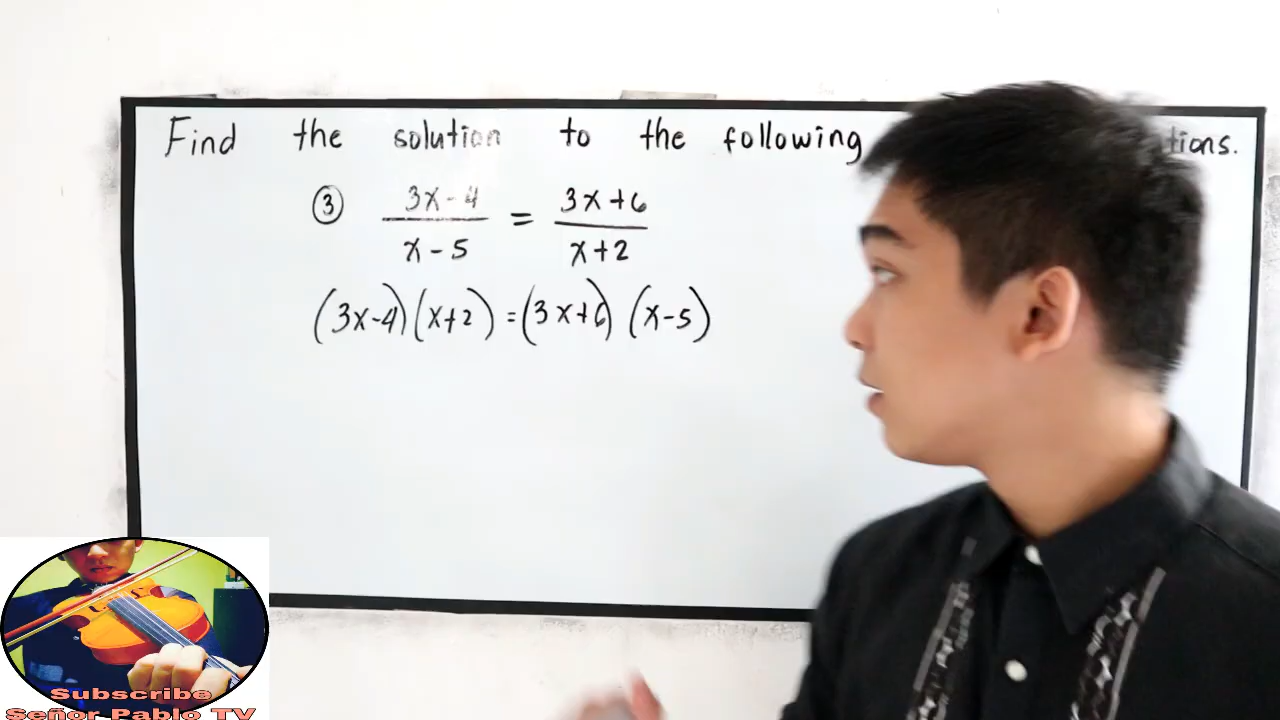 Find the solution to the following tions.
③ 3x-4 / x-5 = 3x+6 / x+2
(3x-4)(x+2) = (3x+6) (x-5)
Subscribe
Señor Pablo TV